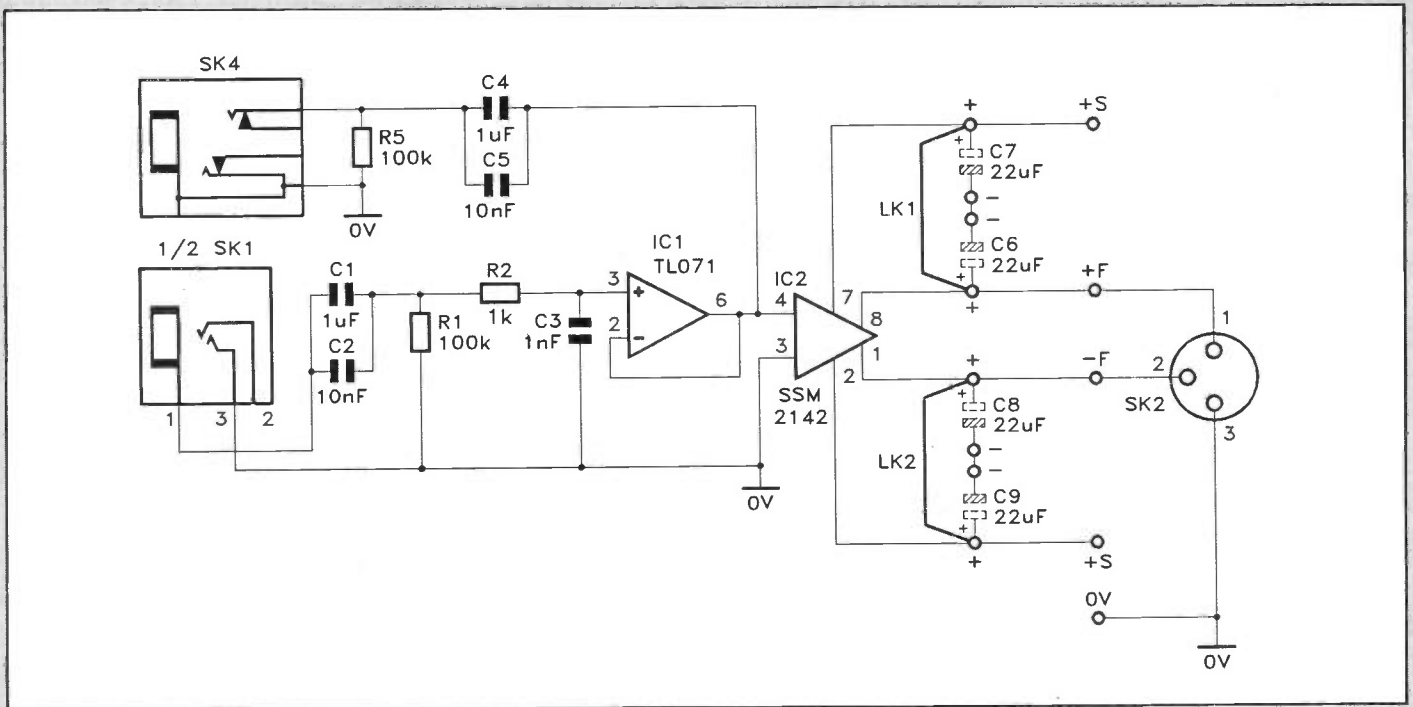 SK4
C4
1uF
R5
100k
C5
10nF
0V
1/2 SK1
C1
1uF
C2
10nF
1
3
2
R1
100k
R2
1k
C3
1nF
IC1
TL071
3
+
2
-
6
0V
IC2
4
3
7
8
1
2
SSM
2142
LK1
+
+S
+
C7
22uF
-
-
C6
22uF
+
+
+F
1
-F
2
SK2
3
LK2
+
+
C8
22uF
-
-
C9
22uF
+
+
+S
0V
0V